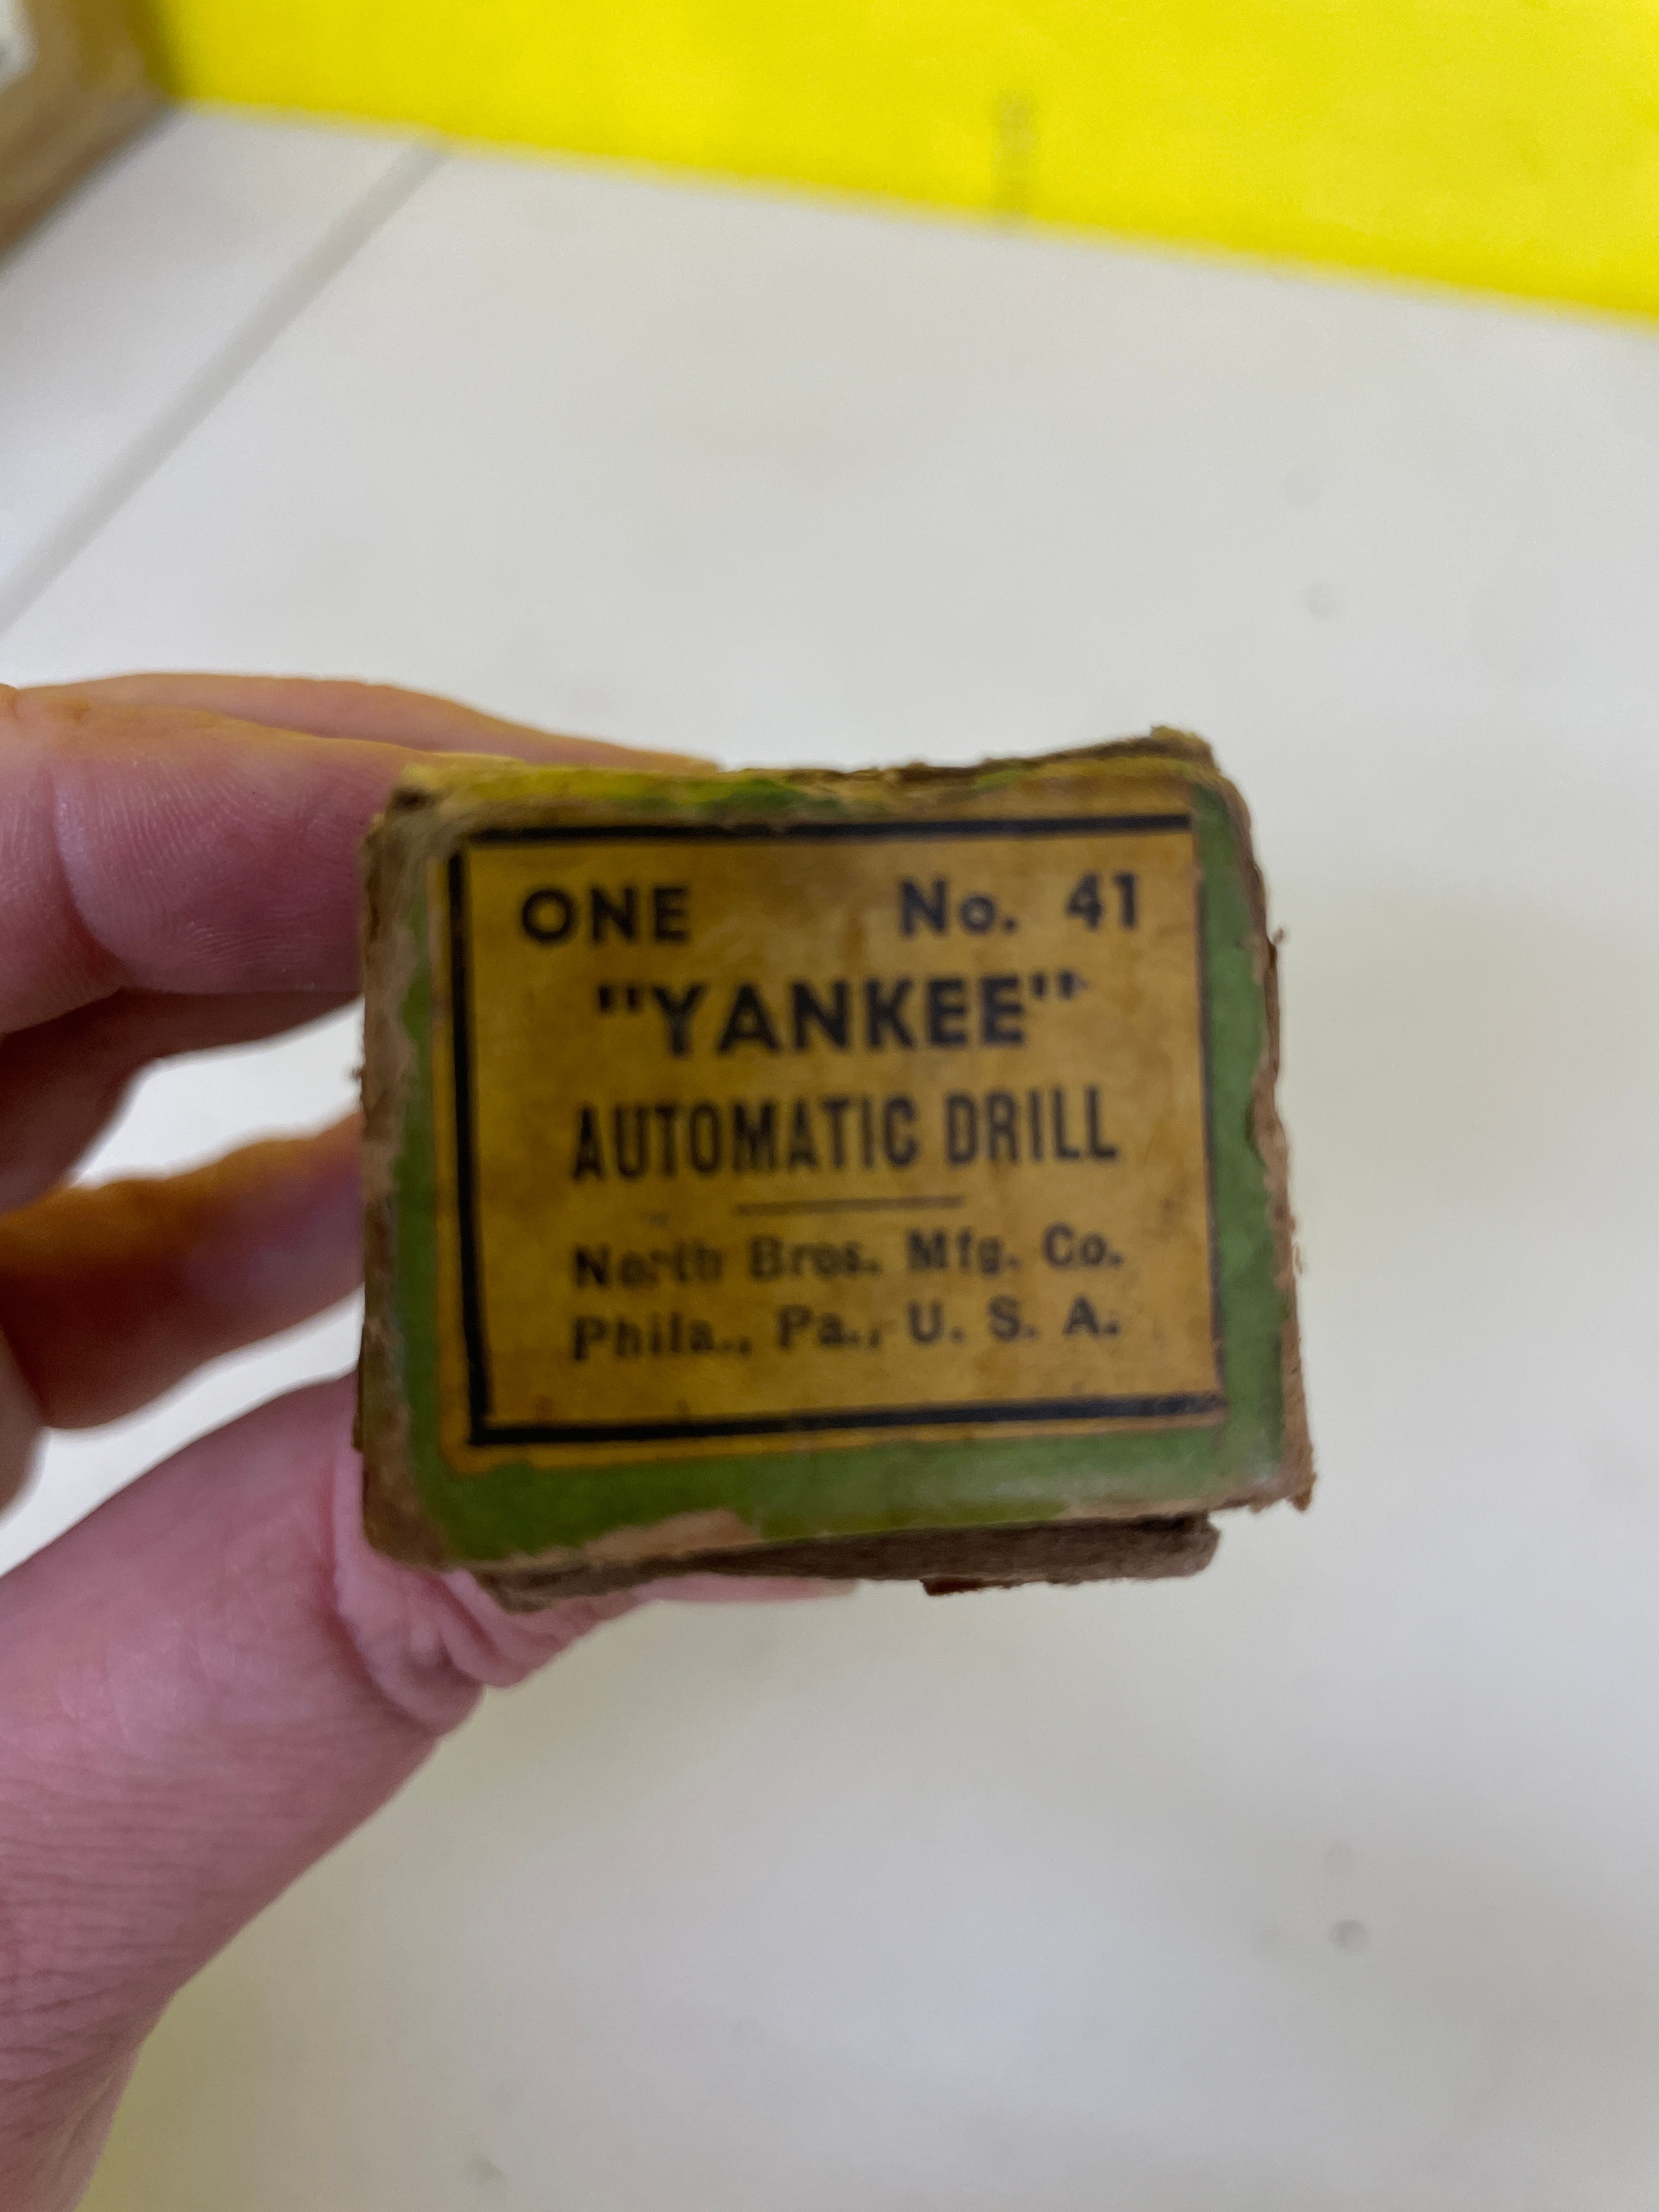 ONE No. 41
"YANKEE"
AUTOMATIC DRILL
North Bros. Mfg. Co.
Phila., Pa., U. S. A.